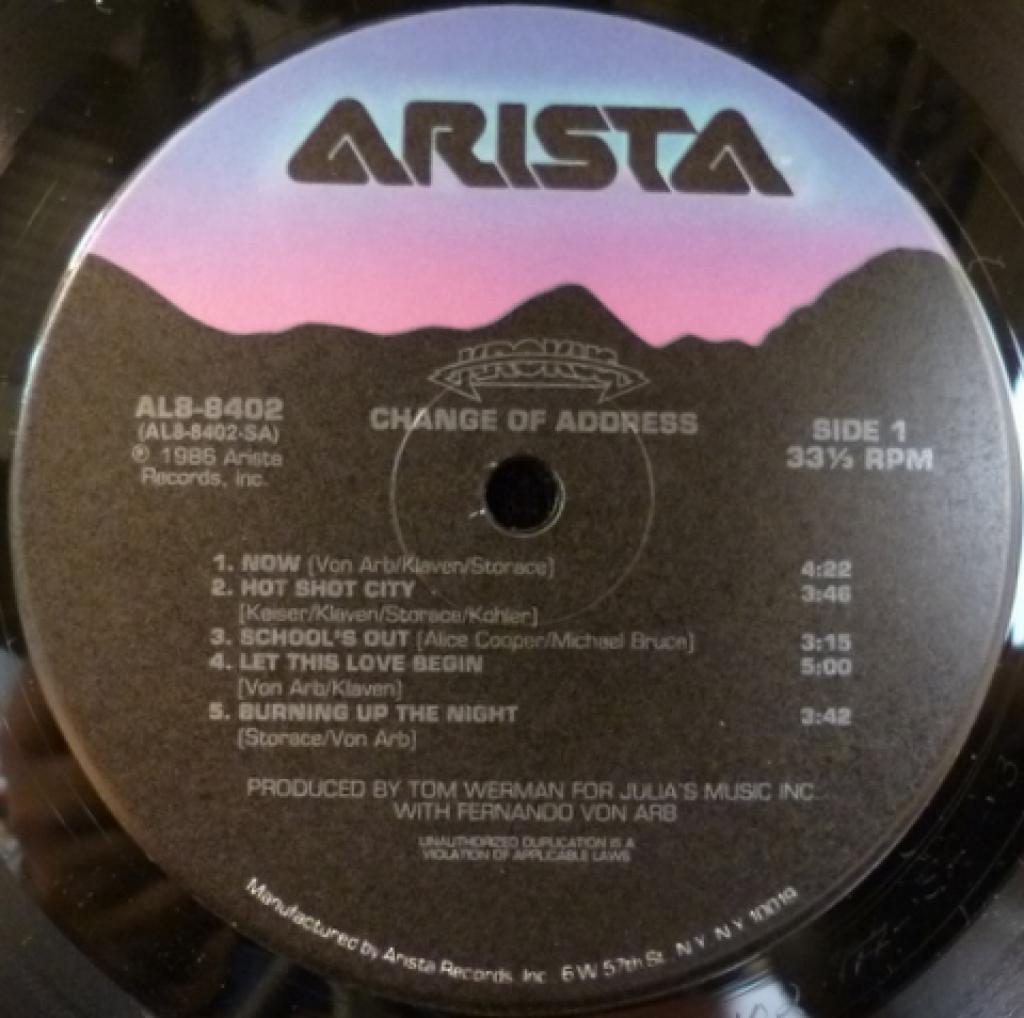 ARISTA
KROKUS
CHANGE OF ADDRESS
AL8-8402
(AL8-8402-SA)
℗ 1986 Arista
Records, Inc.
SIDE 1
33⅓ RPM
1. NOW (Von Arb/Klaven/Storace) 4:22
2. HOT SHOT CITY 3:46
(Keiser/Klaven/Storace/Kohler)
3. SCHOOL'S OUT (Alice Cooper/Michael Bruce) 3:15
4. LET THIS LOVE BEGIN 5:00
(Von Arb/Klaven)
5. BURNING UP THE NIGHT 3:42
(Storace/Von Arb)
PRODUCED BY TOM WERMAN FOR JULIA'S MUSIC INC.
WITH FERNANDO VON ARB
UNAUTHORIZED DUPLICATION IS A
VIOLATION OF APPLICABLE LAWS
Manufactured by Arista Records, Inc. 6 W 57th St. N.Y. N.Y. 10019